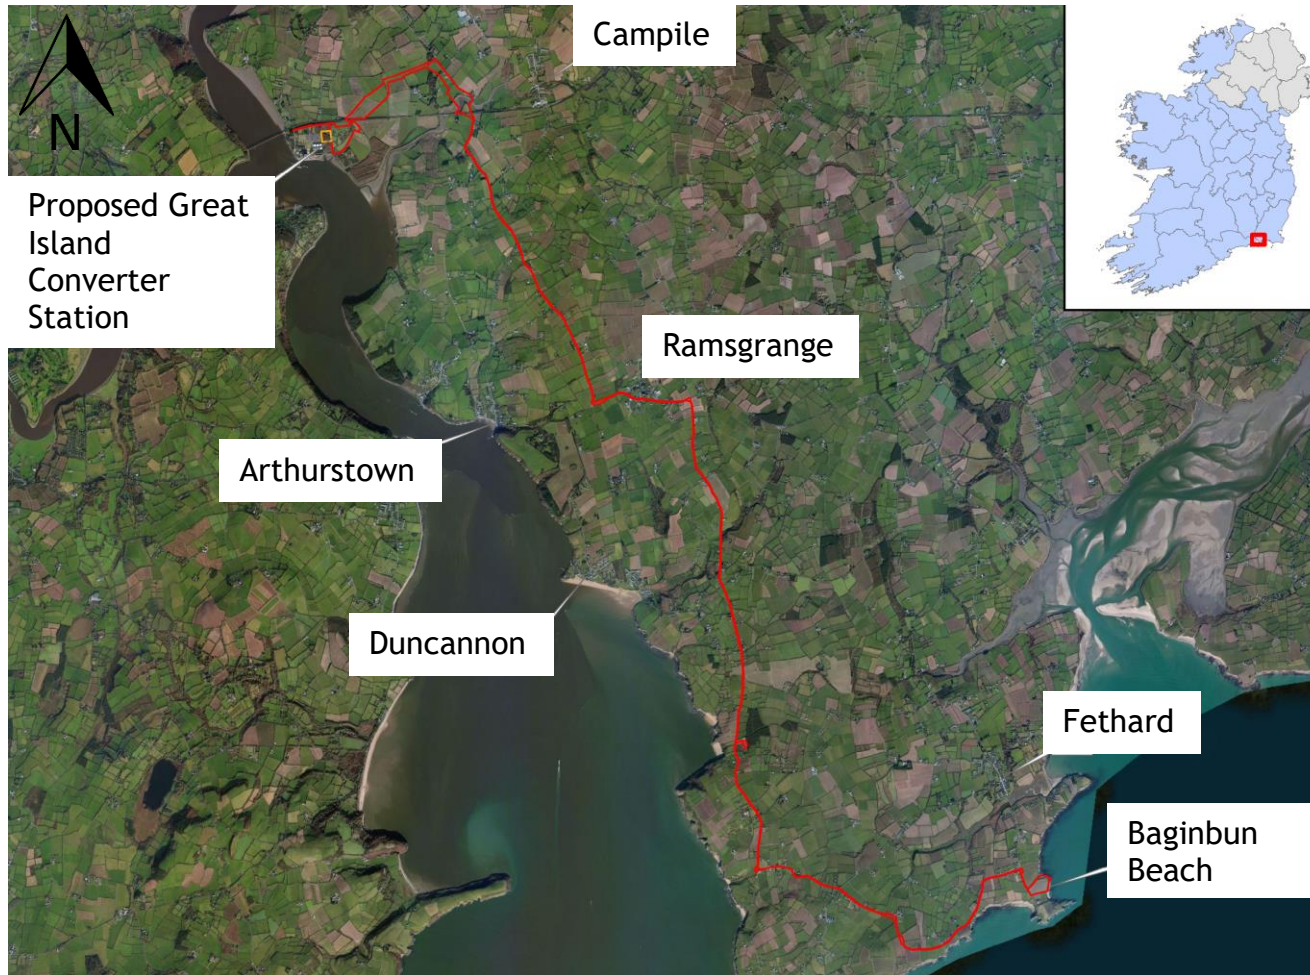 Campile
N
Proposed Great
Island
Converter
Station
Ramsgrange
Arthurstown
Duncannon
Fethard
Baginbun
Beach